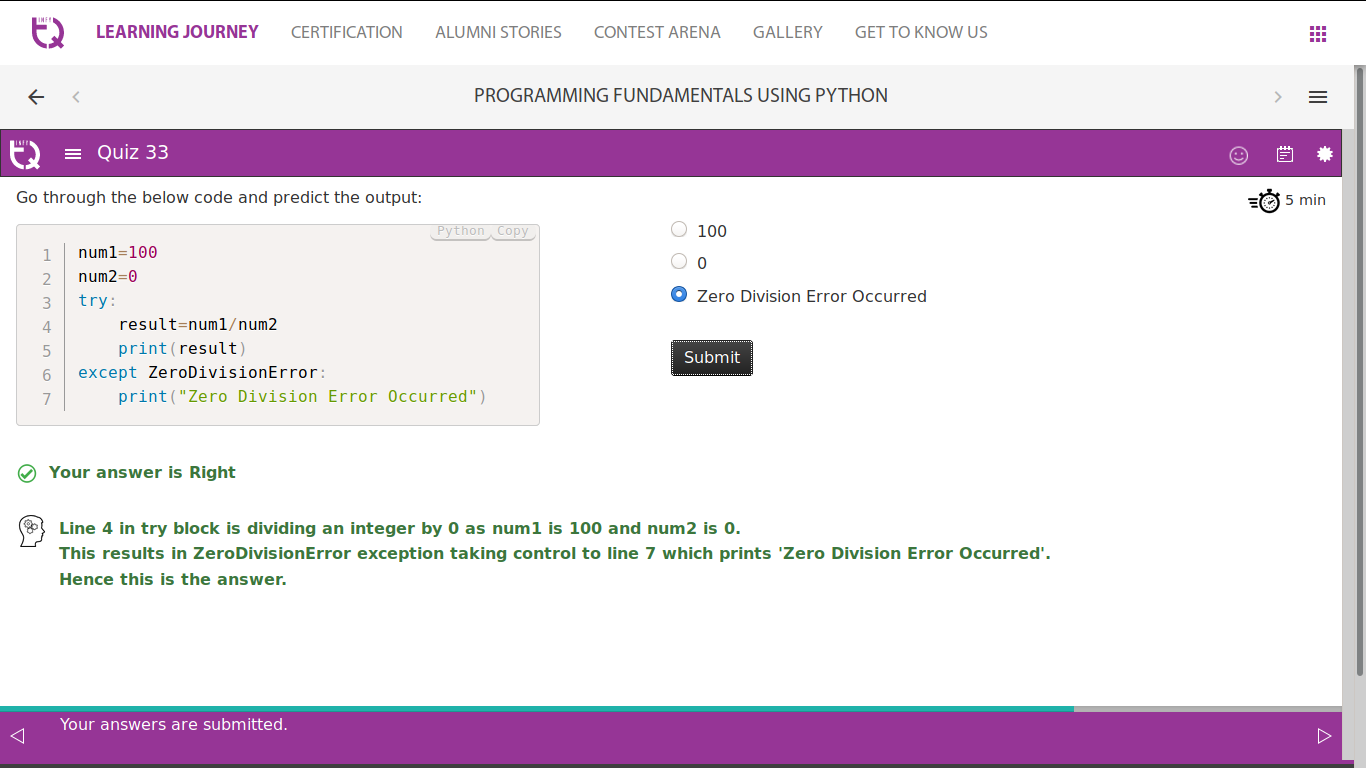 INFY
TQ
LEARNING JOURNEY CERTIFICATION ALUMNI STORIES CONTEST ARENA GALLERY GET TO KNOW US
PROGRAMMING FUNDAMENTALS USING PYTHON
INFY
TQ
Quiz 33
Go through the below code and predict the output:
5 min
Python Copy
1 num1=100
2 num2=0
3 try:
4     result=num1/num2
5     print(result)
6 except ZeroDivisionError:
7     print("Zero Division Error Occurred")
100
0
Zero Division Error Occurred
Submit
Your answer is Right
Line 4 in try block is dividing an integer by 0 as num1 is 100 and num2 is 0.
This results in ZeroDivisionError exception taking control to line 7 which prints 'Zero Division Error Occurred'.
Hence this is the answer.
Your answers are submitted.